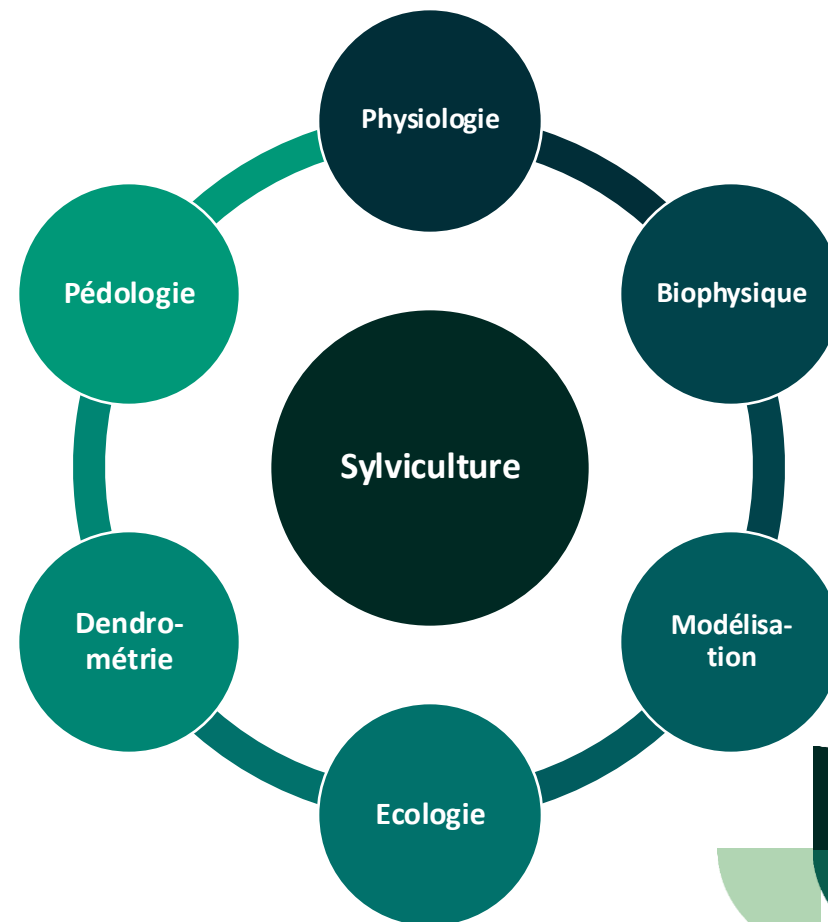 Physiologie
Pédologie
Biophysique
Sylviculture
Dendro-
métrie
Modélisa-
tion
Ecologie